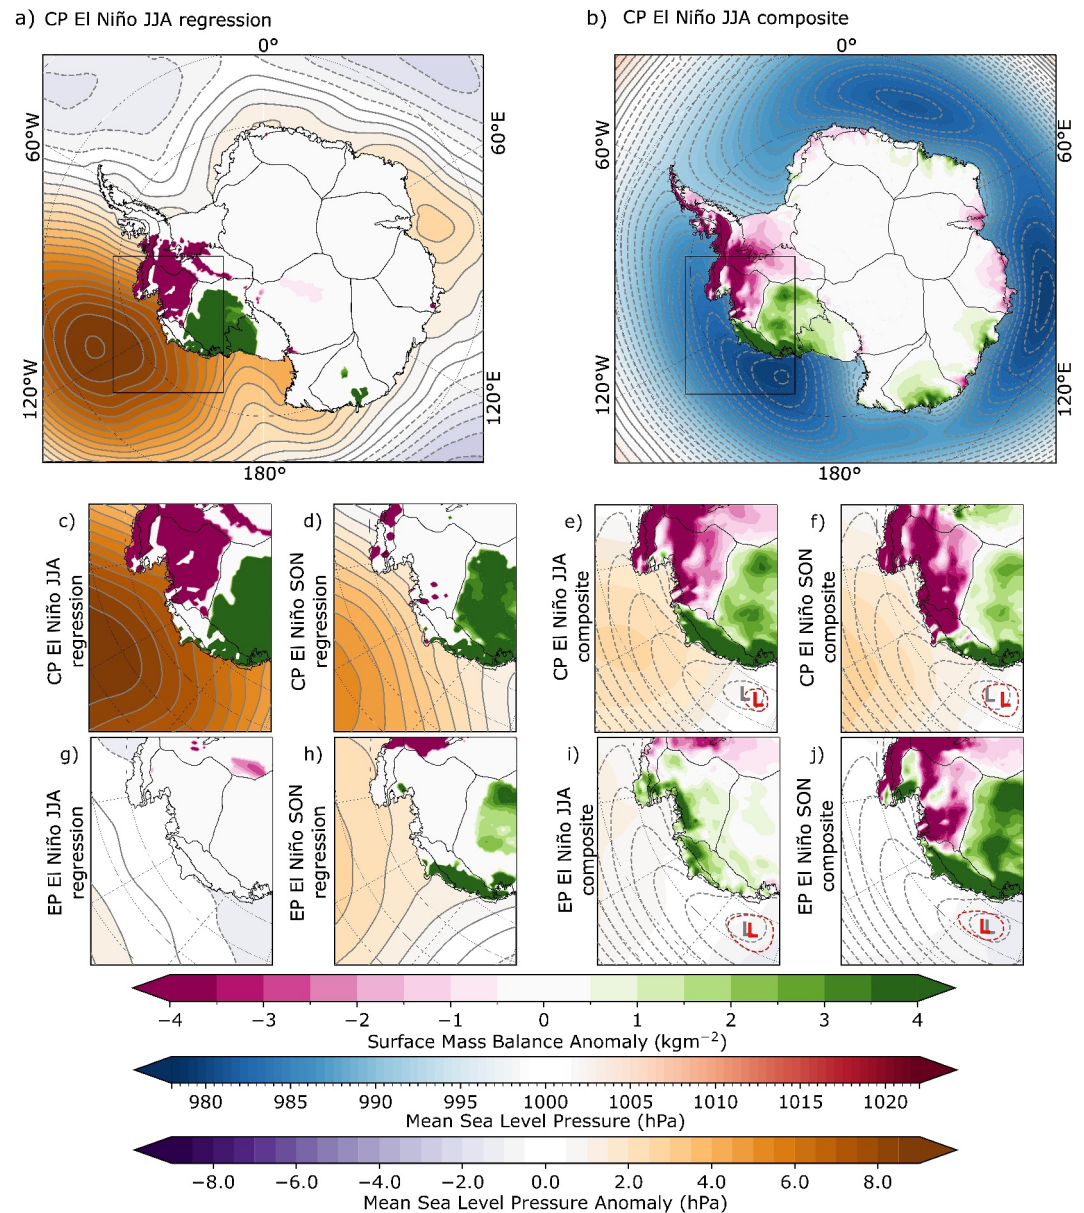 a) CP El Niño JJA regression
b) CP El Niño JJA composite
0°
0°
60°W
60°E
60°W
60°E
120°W
120°E
120°W
120°E
180°
180°
c)
CP El Niño JJA
regression
d)
CP El Niño SON
regression
e)
CP El Niño JJA
composite
L
L
f)
CP El Niño SON
composite
L
L
g)
EP El Niño JJA
regression
h)
EP El Niño SON
regression
i)
EP El Niño JJA
composite
L
L
j)
EP El Niño SON
composite
L
L
−4 −3 −2 −1 0 1 2 3 4
Surface Mass Balance Anomaly (kgm⁻²)
980 985 990 995 1000 1005 1010 1015 1020
Mean Sea Level Pressure (hPa)
−8.0 −6.0 −4.0 −2.0 0.0 2.0 4.0 6.0 8.0
Mean Sea Level Pressure Anomaly (hPa)